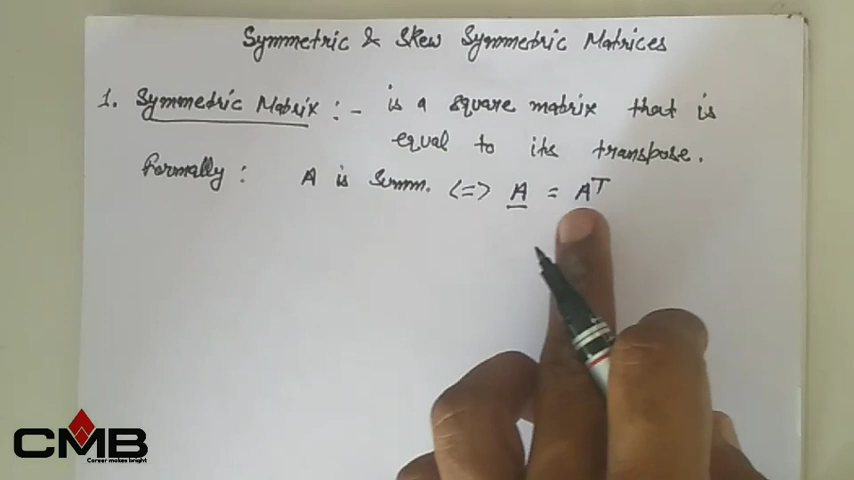 Symmetric & Skew Symmetric Matrices
1. Symmetric Matrix :- is a square matrix that is
equal to its transpose.
Formally : A is Symm. <=> A = Aᵀ
CMB
Career makes bright